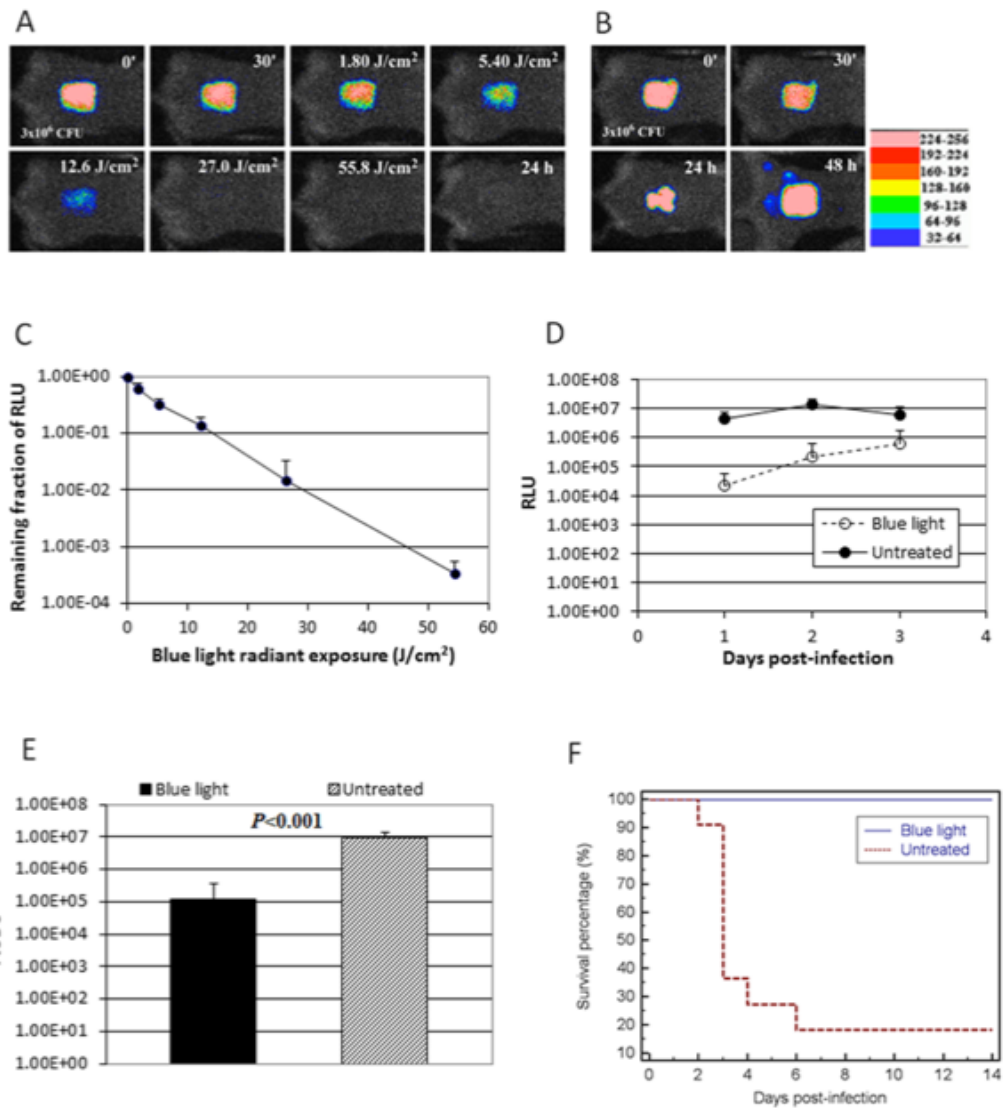 A
0'
30'
1.80 J/cm²
5.40 J/cm²
3x10⁶ CFU
12.6 J/cm²
27.0 J/cm²
55.8 J/cm²
24 h
B
0'
30'
3x10⁶ CFU
24 h
48 h
224-256
192-224
160-192
128-160
96-128
64-96
32-64
C
Remaining fraction of RLU
1.00E+00
1.00E-01
1.00E-02
1.00E-03
1.00E-04
0 10 20 30 40 50 60
Blue light radiant exposure (J/cm²)
D
RLU
1.00E+08
1.00E+07
1.00E+06
1.00E+05
1.00E+04
1.00E+03
1.00E+02
1.00E+01
1.00E+00
Blue light
Untreated
0 1 2 3 4
Days post-infection
E
Blue light Untreated
P<0.001
1.00E+08
1.00E+07
1.00E+06
1.00E+05
1.00E+04
1.00E+03
1.00E+02
1.00E+01
1.00E+00
F
Survival percentage (%)
100
90
80
70
60
50
40
30
20
10
Blue light
Untreated
0 2 4 6 8 10 12 14
Days post-infection